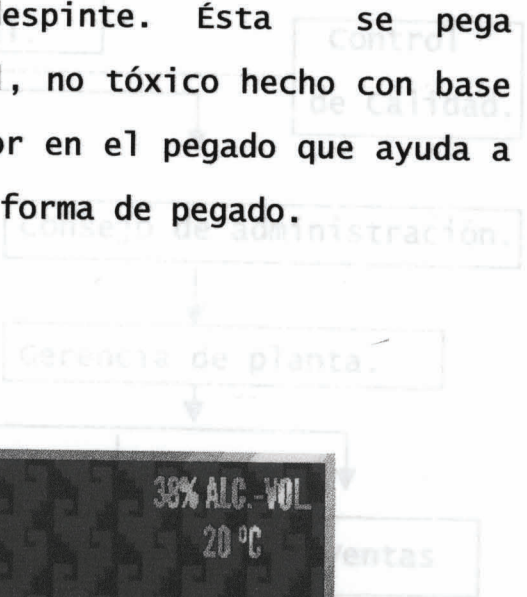 despinte. Ésta se pega
, no tóxico hecho con base
or en el pegado que ayuda a
forma de pegado.
Control
de Calidad.
Consejo de administración.
Gerencia de planta.
38% ALC.-VOL.
20 °C
Ventas